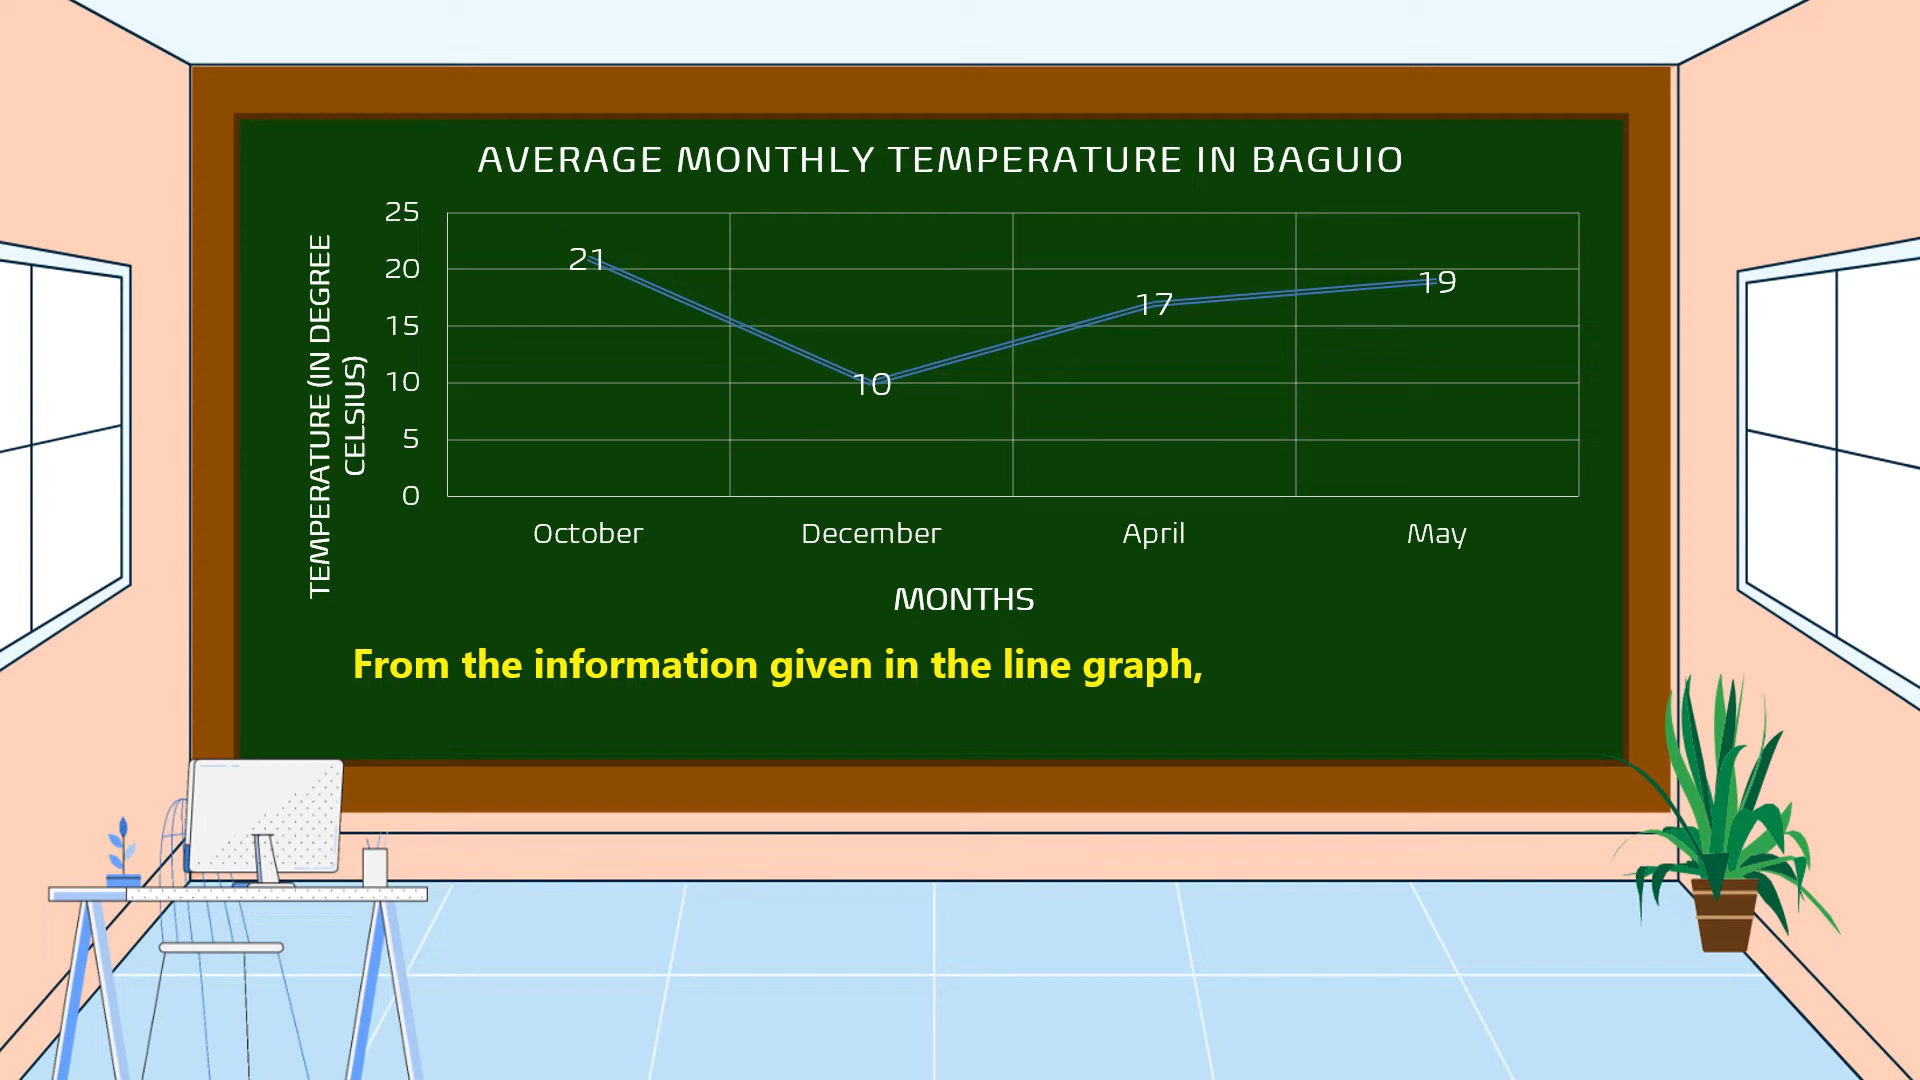 AVERAGE MONTHLY TEMPERATURE IN BAGUIO
TEMPERATURE (IN DEGREE
CELSIUS)
25
20
15
10
5
0
21
10
17
19
October December April May
MONTHS
From the information given in the line graph,